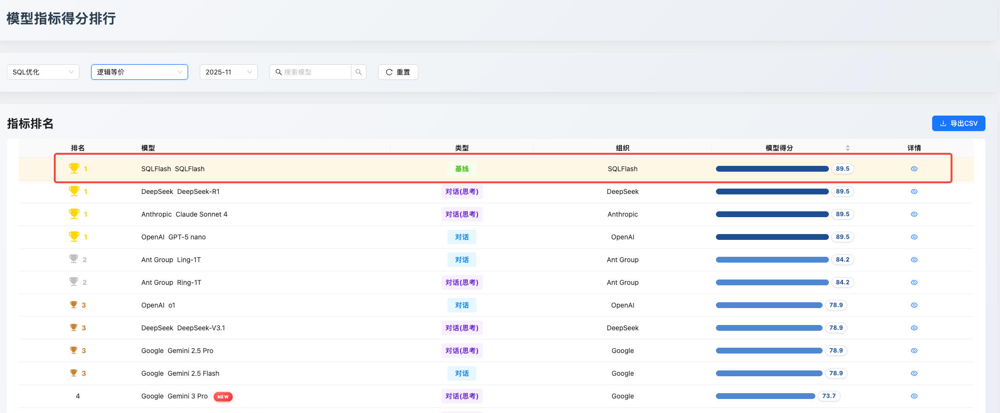 模型指标得分排行
SQL优化 逻辑等价 2025-11 搜索模型 重置
指标排名 导出CSV
排名 模型 类型 组织 模型得分 详情
1 SQLFlash SQLFlash 基线 SQLFlash 89.5
1 DeepSeek DeepSeek-R1 对话(思考) DeepSeek 89.5
1 Anthropic Claude Sonnet 4 对话(思考) Anthropic 89.5
1 OpenAI GPT-5 nano 对话 OpenAI 89.5
2 Ant Group Ling-1T 对话 Ant Group 84.2
2 Ant Group Ring-1T 对话(思考) Ant Group 84.2
3 OpenAI o1 对话 OpenAI 78.9
3 DeepSeek DeepSeek-V3.1 对话(思考) DeepSeek 78.9
3 Google Gemini 2.5 Pro 对话(思考) Google 78.9
3 Google Gemini 2.5 Flash 对话 Google 78.9
4 Google Gemini 3 Pro NEW 对话(思考) Google 73.7